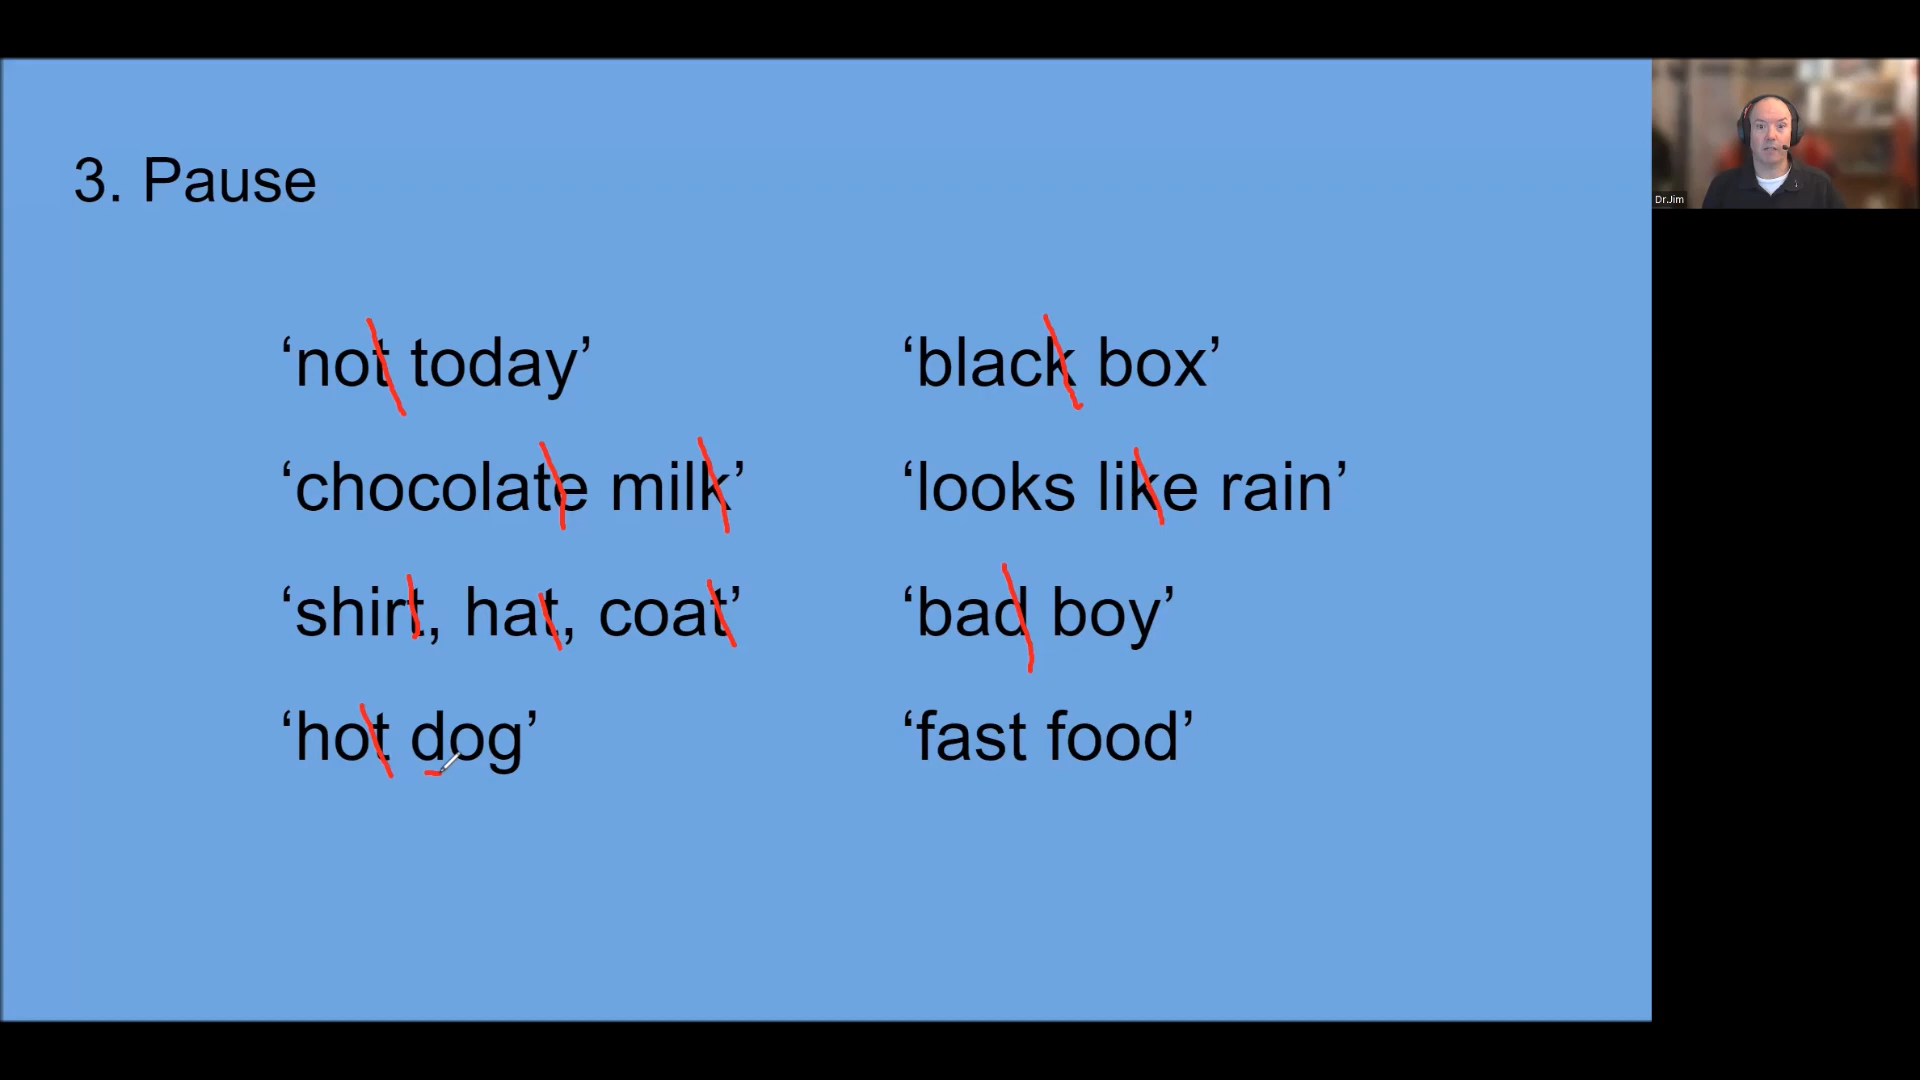 3. Pause
‘not today’
‘chocolate milk’
‘shirt, hat, coat’
‘hot dog’
‘black box’
‘looks like rain’
‘bad boy’
‘fast food’
Dr.Jim